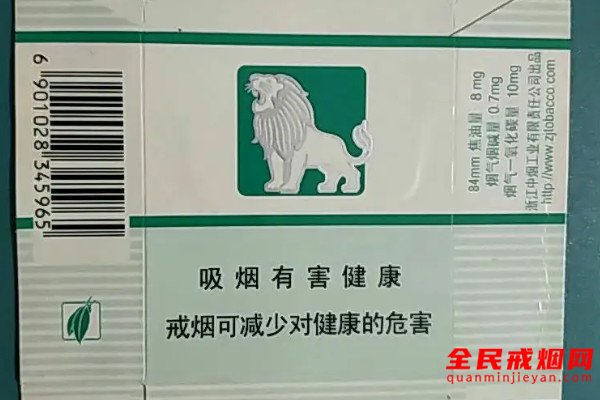 6 901028 345965
84mm 焦油量 8mg
烟气烟碱量 0.7mg
烟气一氧化碳量 10mg
浙江中烟工业有限责任公司出品
http://www.zjtobacco.com
吸烟有害健康
戒烟可减少对健康的危害
全民戒烟网
quanminjieyan.com